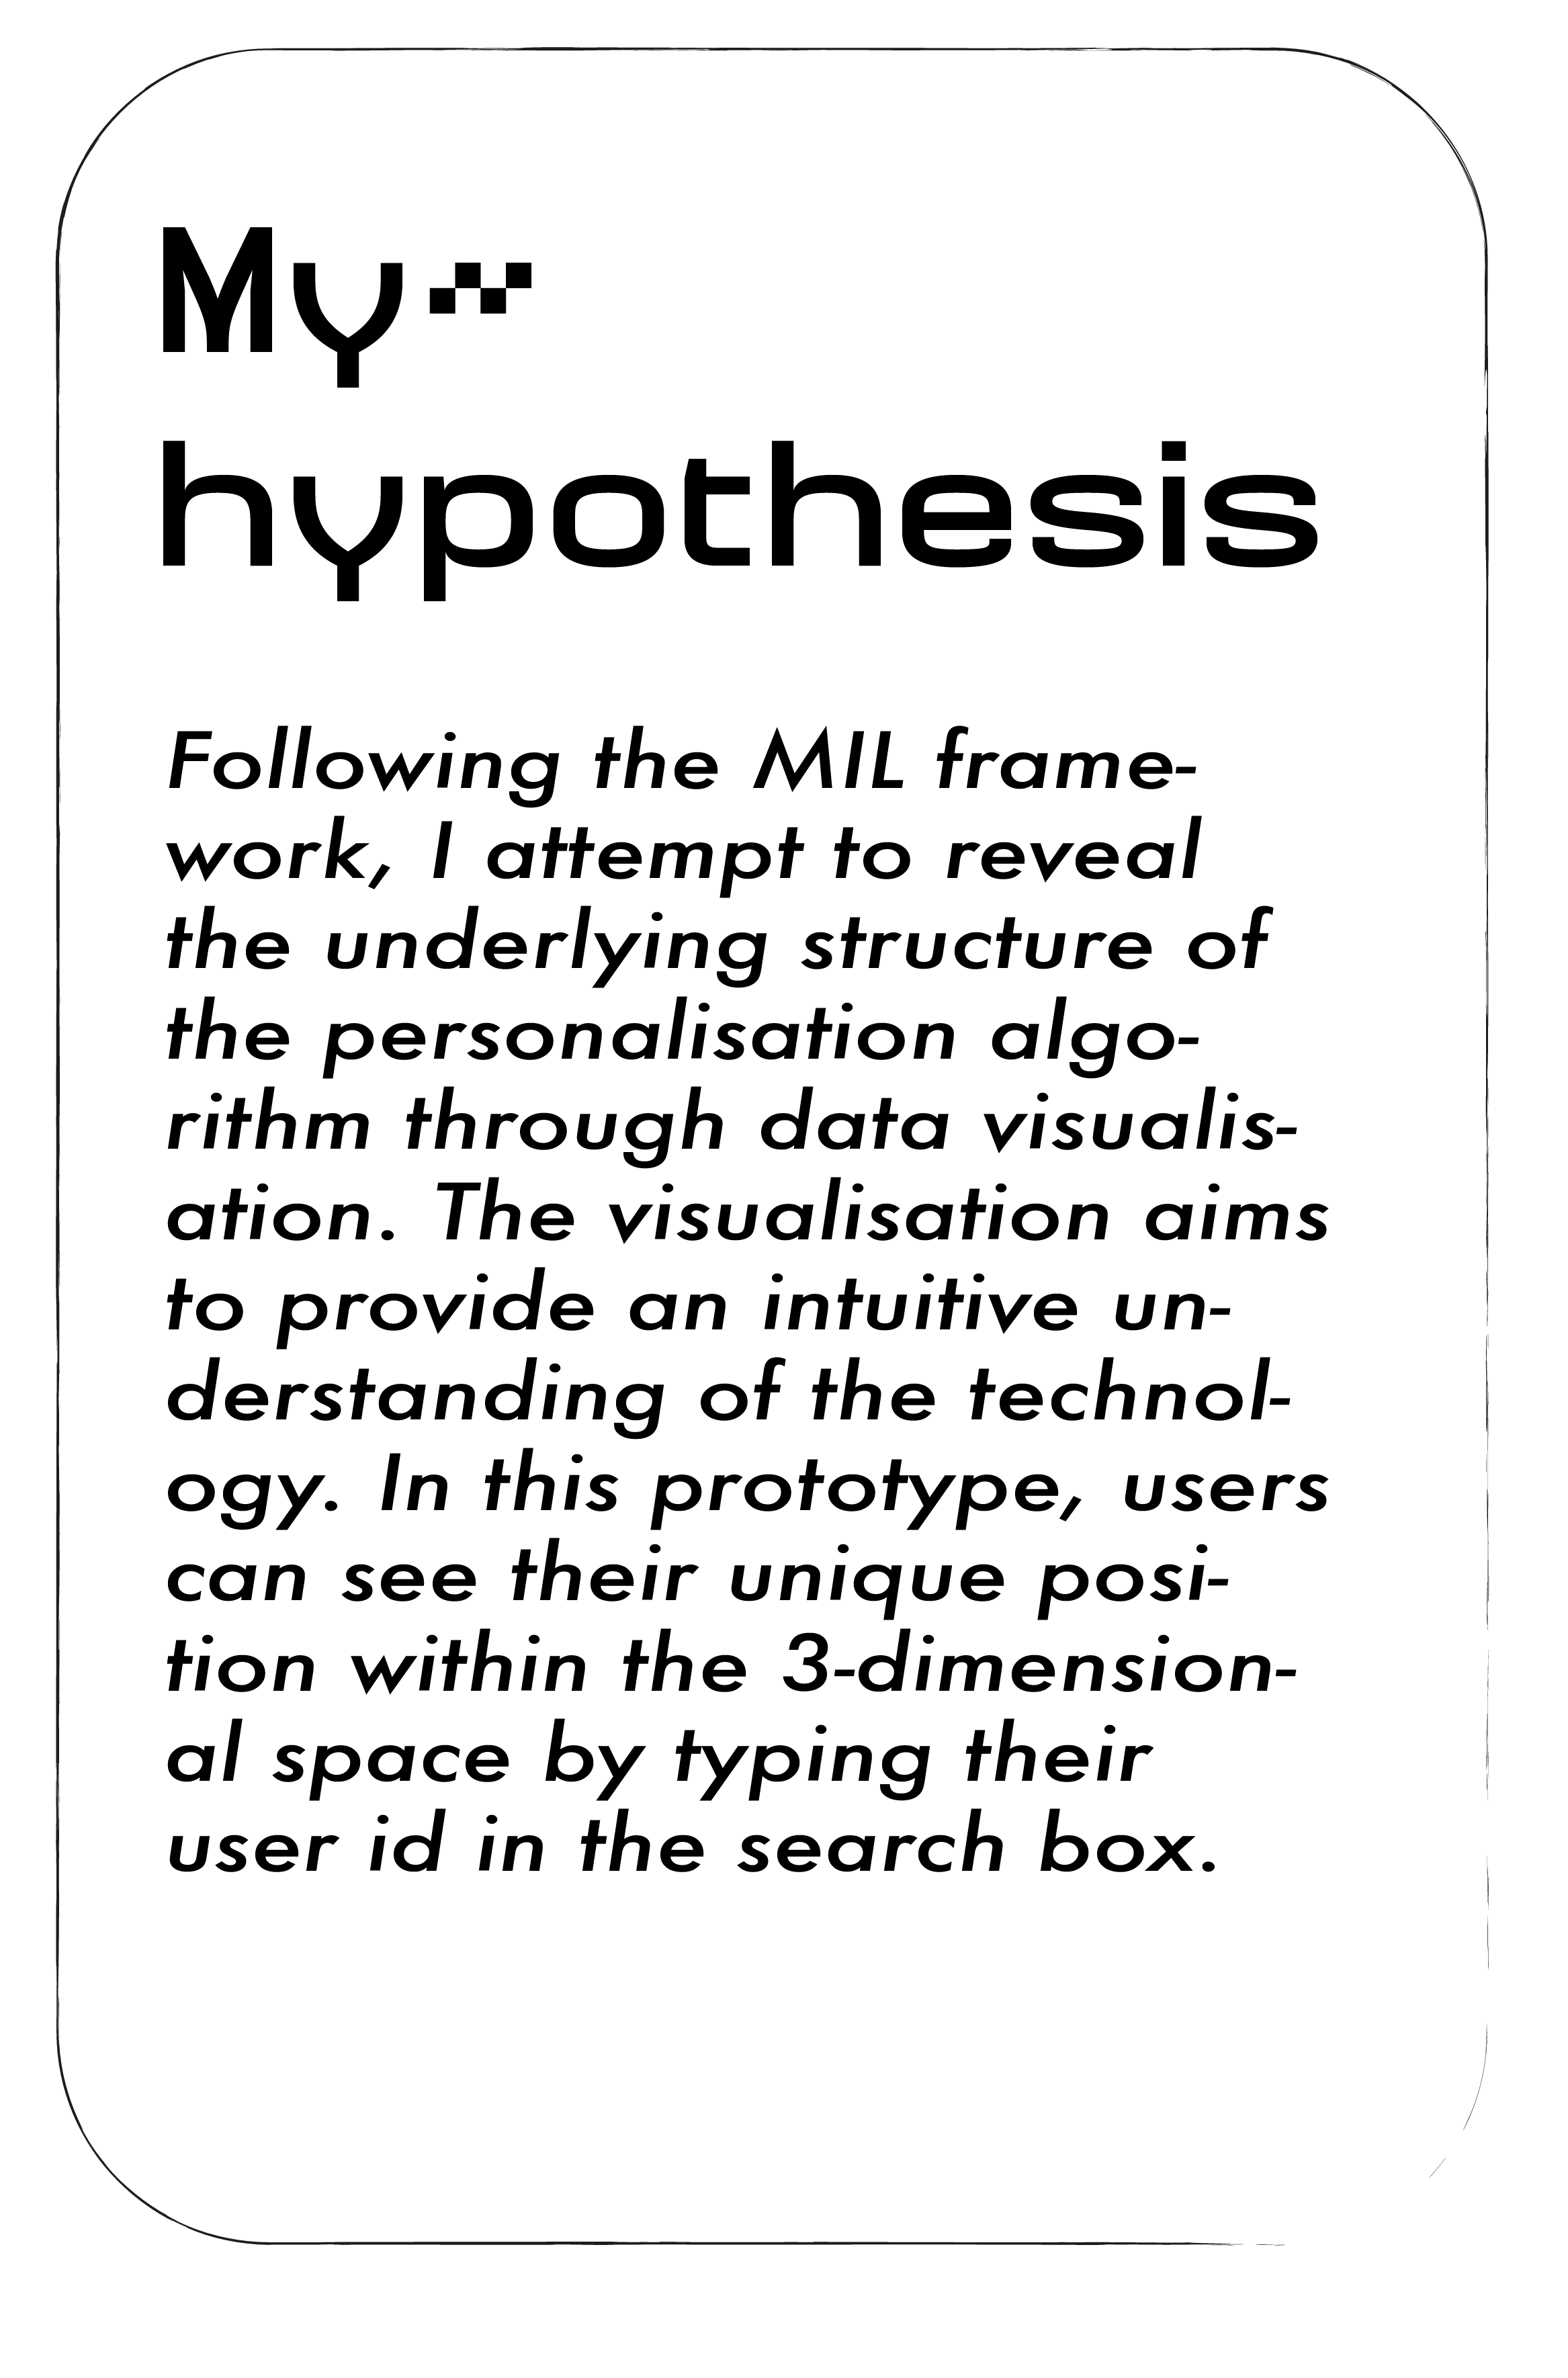 My
hypothesis
Following the MIL frame-
work, I attempt to reveal
the underlying structure of
the personalisation algo-
rithm through data visualis-
ation. The visualisation aims
to provide an intuitive un-
derstanding of the technol-
ogy. In this prototype, users
can see their unique posi-
tion within the 3-dimension-
al space by typing their
user id in the search box.